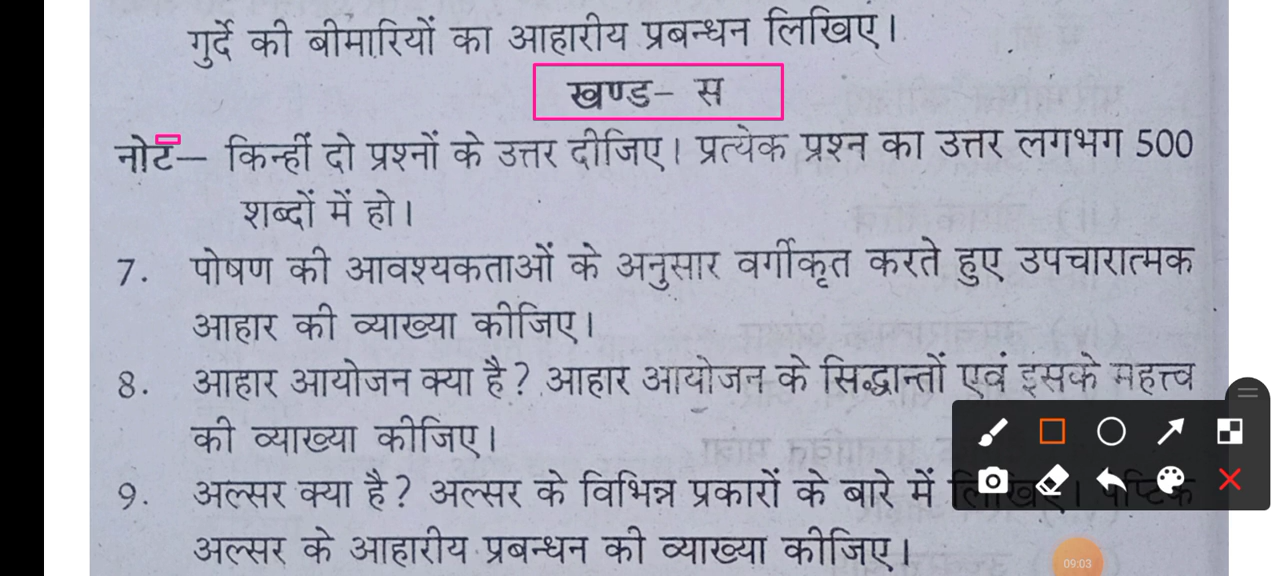 गुर्दे की बीमारियों का आहारीय प्रबन्धन लिखिए।
खण्ड– स
नोट– किन्हीं दो प्रश्नों के उत्तर दीजिए। प्रत्येक प्रश्न का उत्तर लगभग 500
शब्दों में हो।
7. पोषण की आवश्यकताओं के अनुसार वर्गीकृत करते हुए उपचारात्मक
आहार की व्याख्या कीजिए।
8. आहार आयोजन क्या है? आहार आयोजन के सिद्धान्तों एवं इसके महत्त्व
की व्याख्या कीजिए।
9. अल्सर क्या है? अल्सर के विभिन्न प्रकारों के बारे में लिखिए। पेप्टिक
अल्सर के आहारीय प्रबन्धन की व्याख्या कीजिए।
09:03